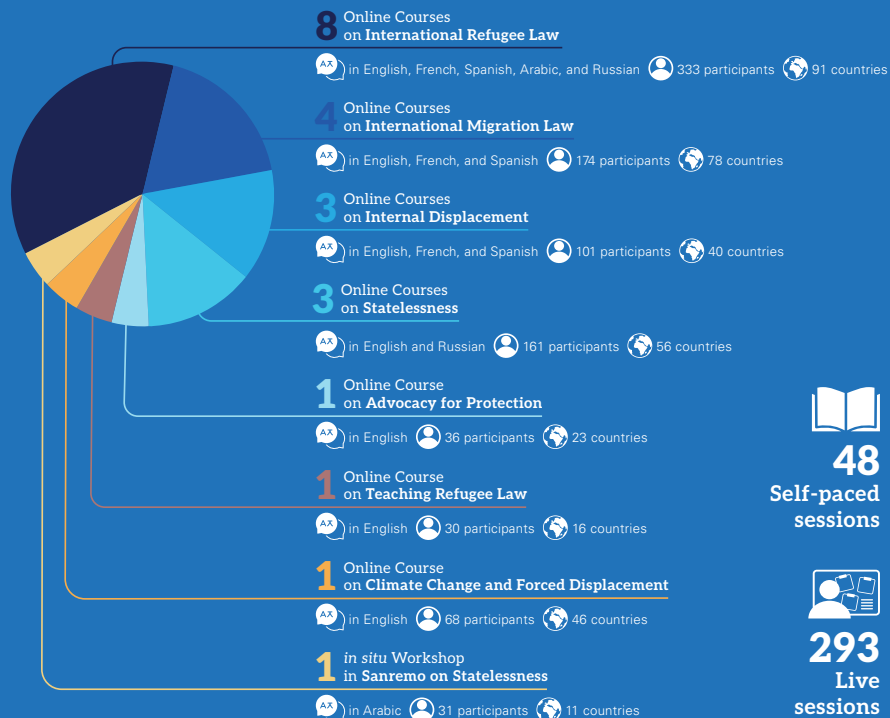 8 Online Courses
on International Refugee Law
in English, French, Spanish, Arabic, and Russian 333 participants 91 countries
4 Online Courses
on International Migration Law
in English, French, and Spanish 174 participants 78 countries
3 Online Courses
on Internal Displacement
in English, French, and Spanish 101 participants 40 countries
3 Online Courses
on Statelessness
in English and Russian 161 participants 56 countries
1 Online Course
on Advocacy for Protection
in English 36 participants 23 countries
1 Online Course
on Teaching Refugee Law
in English 30 participants 16 countries
1 Online Course
on Climate Change and Forced Displacement
in English 68 participants 46 countries
1 in situ Workshop
in Sanremo on Statelessness
in Arabic 31 participants 11 countries
48
Self-paced
sessions
293
Live
sessions